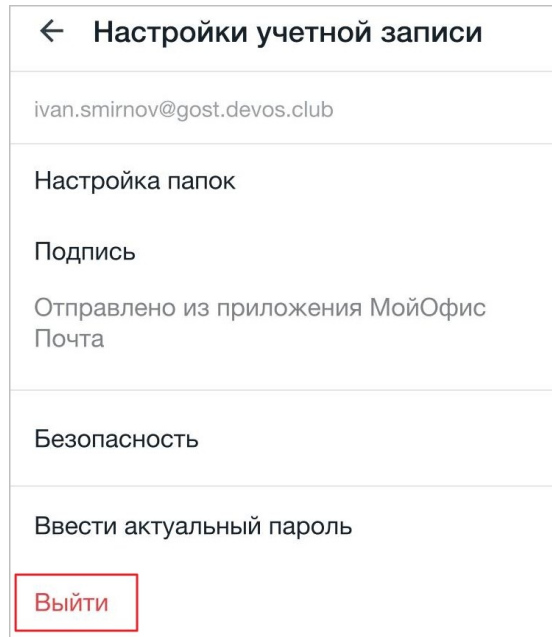 ← Настройки учетной записи
ivan.smirnov@gost.devos.club
Настройка папок
Подпись
Отправлено из приложения МойОфис
Почта
Безопасность
Ввести актуальный пароль
Выйти